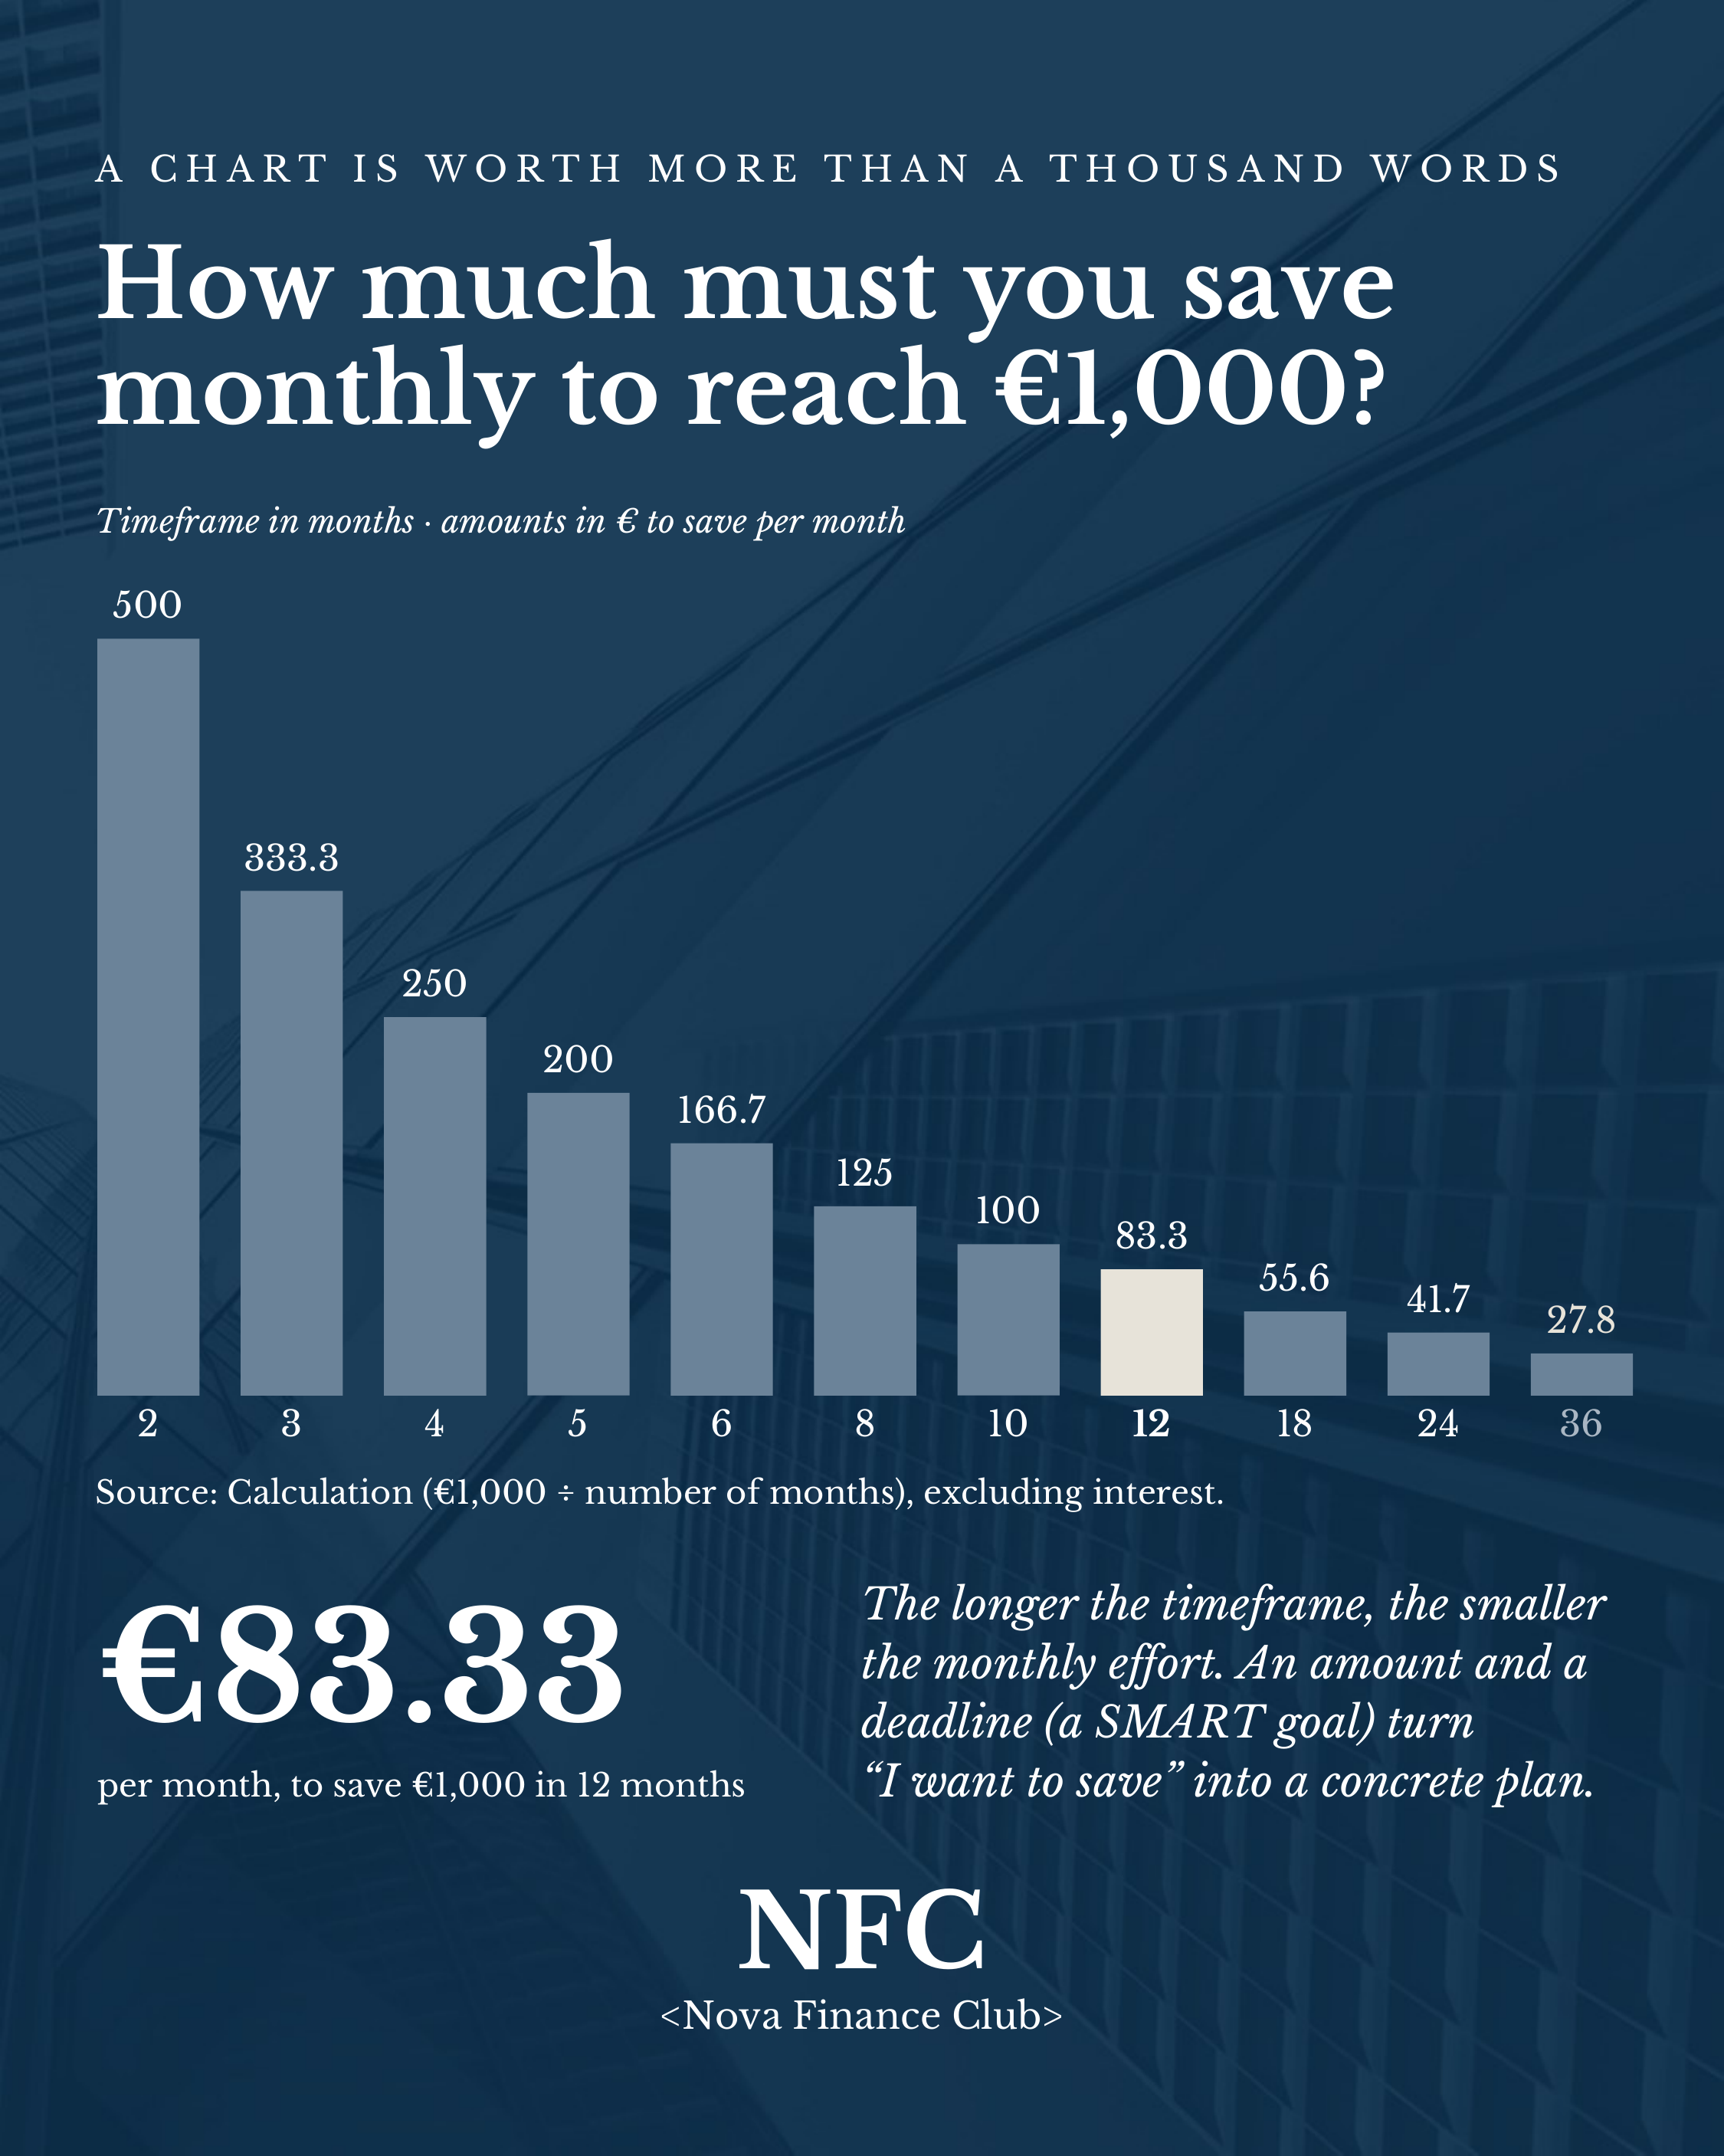 A CHART IS WORTH MORE THAN A THOUSAND WORDS
How much must you save
monthly to reach €1,000?
Timeframe in months · amounts in € to save per month
500
333.3
250
200
166.7
125
100
83.3
55.6
41.7
27.8
2 3 4 5 6 8 10 12 18 24 36
Source: Calculation (€1,000 ÷ number of months), excluding interest.
€83.33
per month, to save €1,000 in 12 months
The longer the timeframe, the smaller
the monthly effort. An amount and a
deadline (a SMART goal) turn
“I want to save” into a concrete plan.
NFC
<Nova Finance Club>